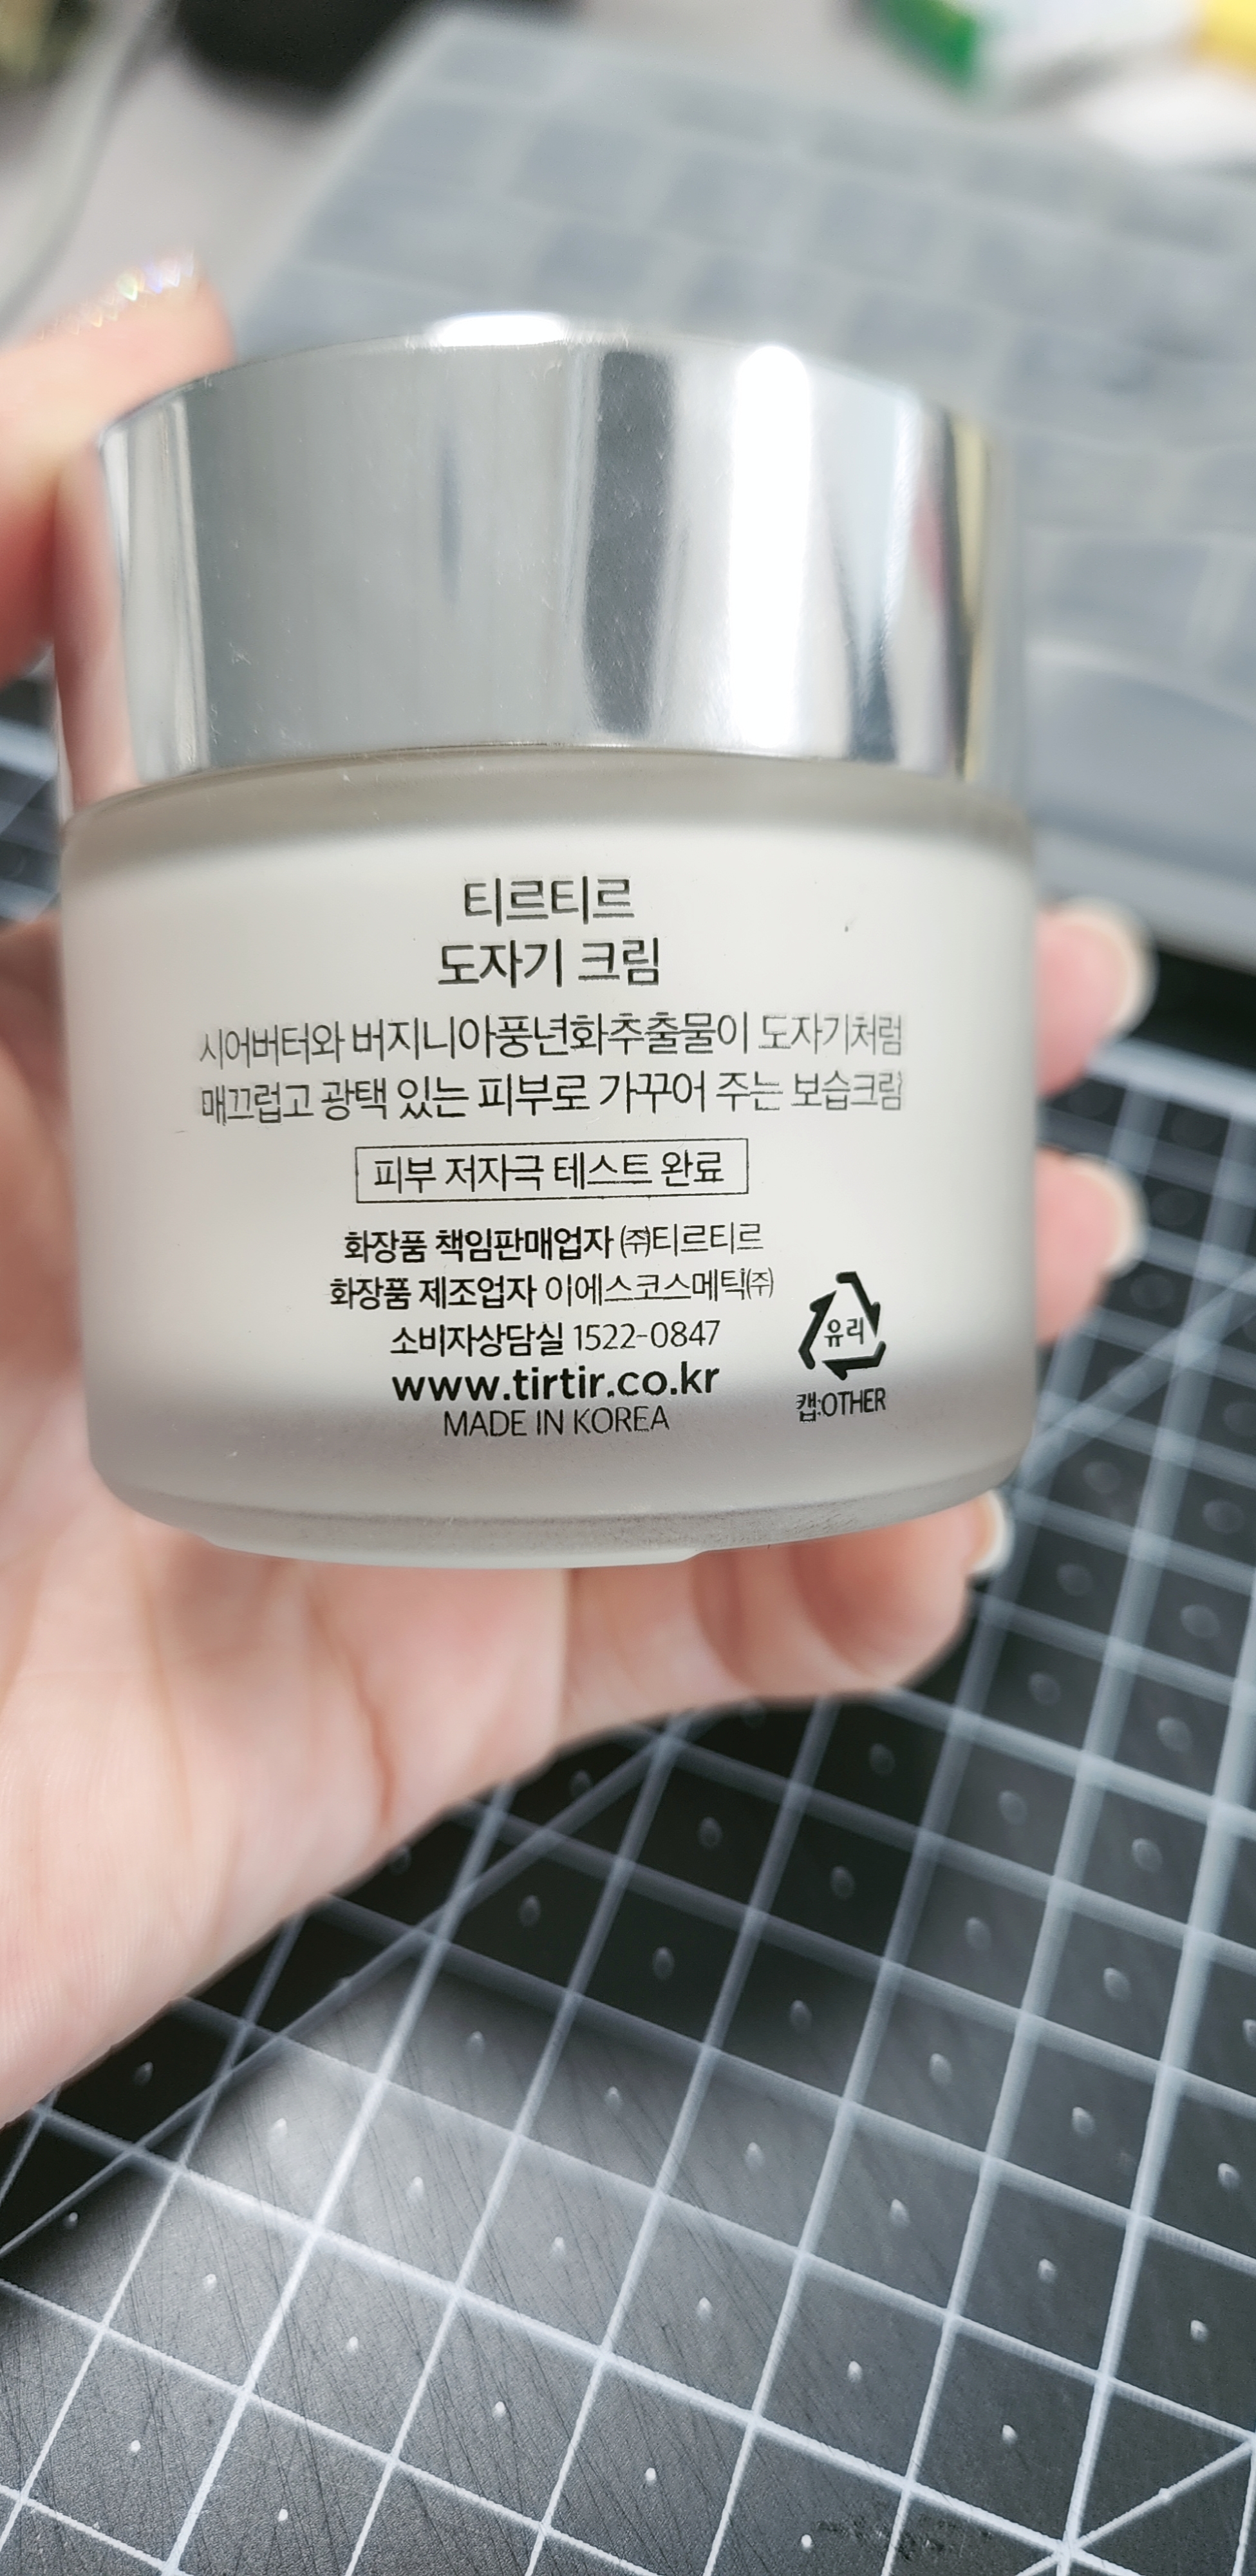 티르티르
도자기 크림
시어버터와 버지니아풍년화추출물이 도자기처럼
매끄럽고 광택 있는 피부로 가꾸어 주는 보습크림
피부 저자극 테스트 완료
화장품 책임판매업자 ㈜티르티르
화장품 제조업자 이에스코스메틱㈜
소비자상담실 1522-0847
www.tirtir.co.kr
MADE IN KOREA
유리
캡:OTHER